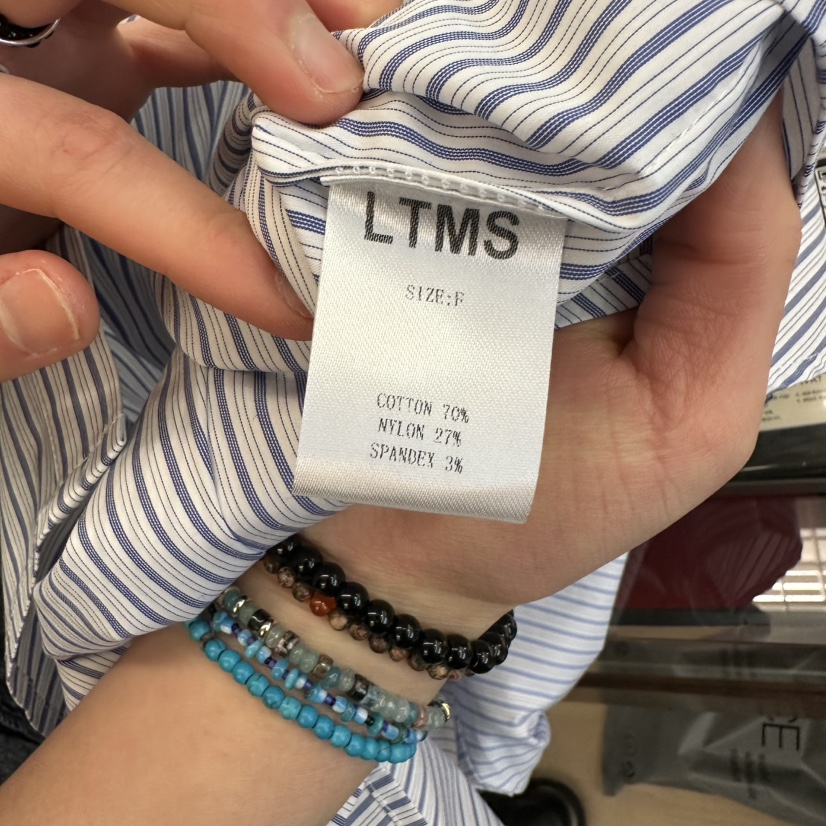 LTMS
SIZE:F
COTTON 70%
NYLON 27%
SPANDEX 3%